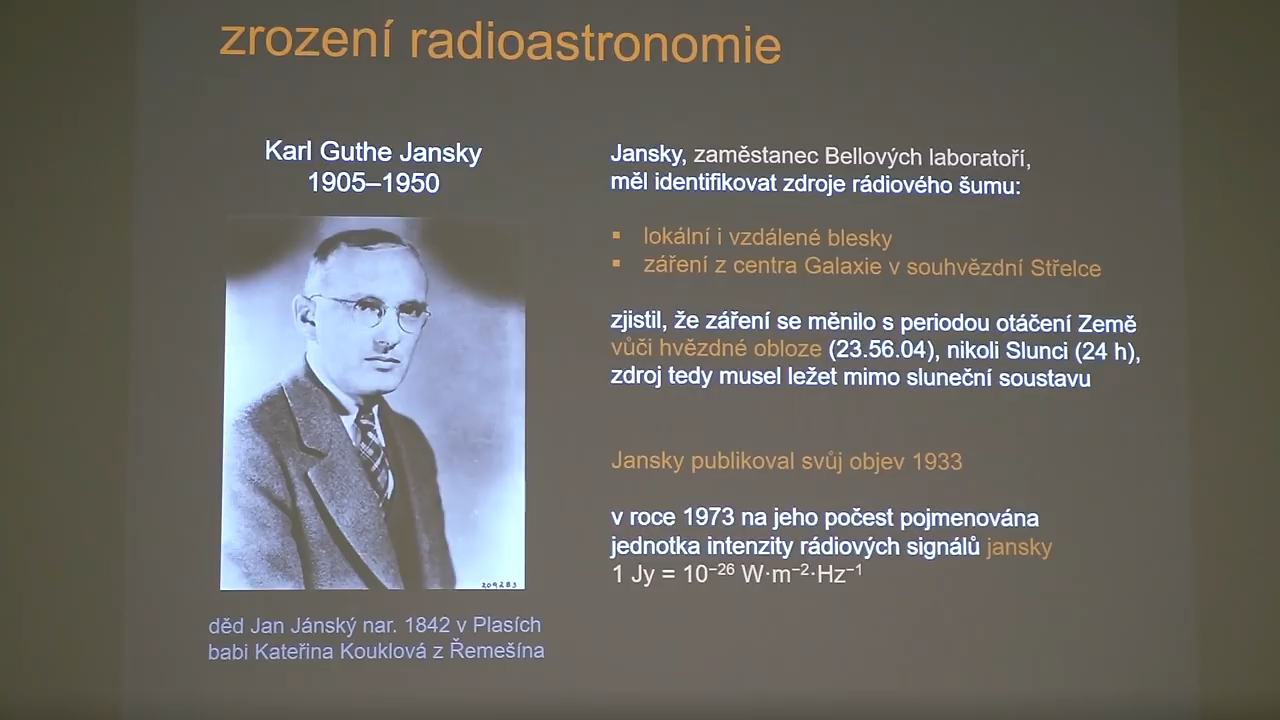 zrození radioastronomie
Karl Guthe Jansky
1905–1950
209283
děd Jan Jánský nar. 1842 v Plasích
babi Kateřina Kouklová z Řemešína
Jansky, zaměstanec Bellových laboratoří,
měl identifikovat zdroje rádiového šumu:
▪ lokální i vzdálené blesky
▪ záření z centra Galaxie v souhvězdní Střelce
zjistil, že záření se měnilo s periodou otáčení Země
vůči hvězdné obloze (23.56.04), nikoli Slunci (24 h),
zdroj tedy musel ležet mimo sluneční soustavu
Jansky publikoval svůj objev 1933
v roce 1973 na jeho počest pojmenována
jednotka intenzity rádiových signálů jansky
1 Jy = 10⁻²⁶ W·m⁻²·Hz⁻¹